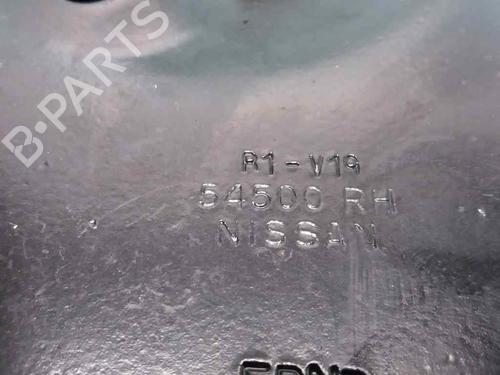 B-PARTS
R1-V19
54500 RH
NISSAN